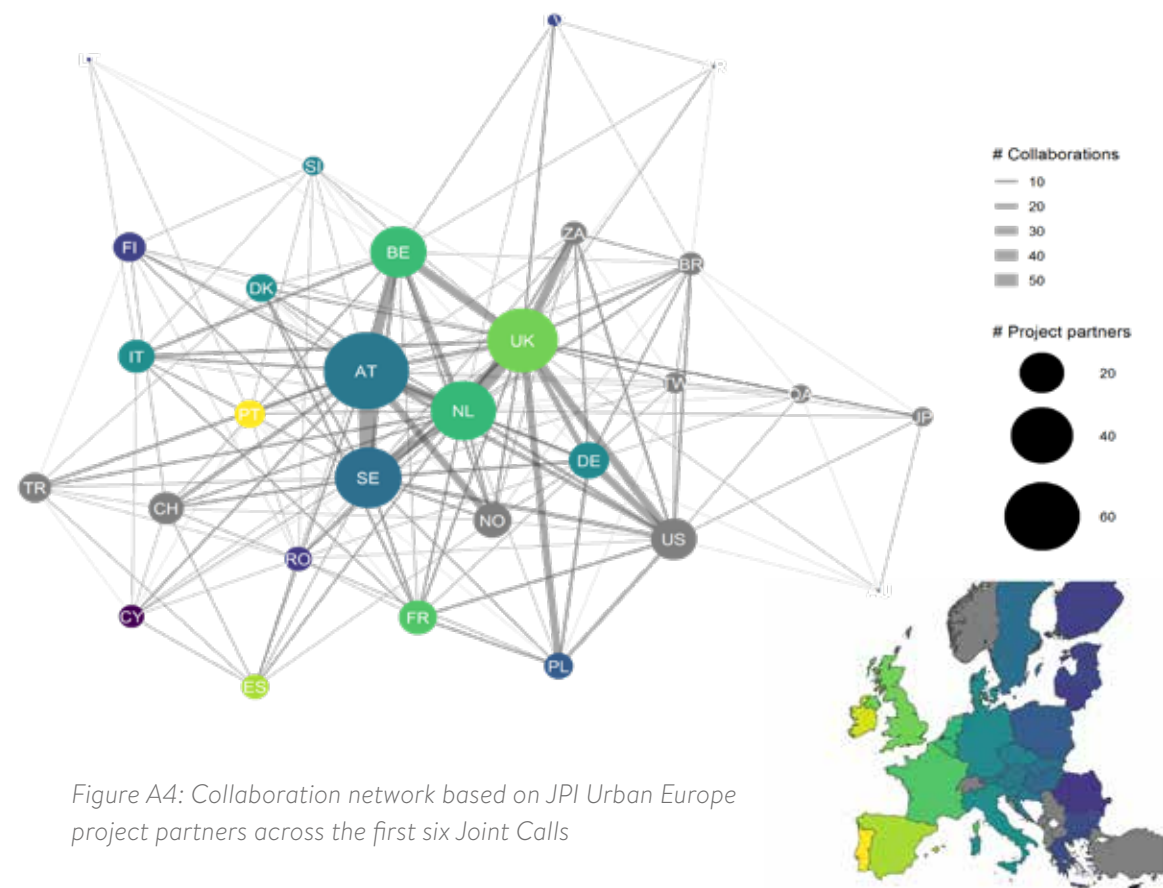 SI
FI
BE
ZA
BR
DK
UK
IT
AT
TW
PT
NL
JP
DE
SE
TR
CH
NO
US
RO
CY
FR
PL
ES
# Collaborations
10
20
30
40
50
# Project partners
20
40
60
Figure A4: Collaboration network based on JPI Urban Europe
project partners across the first six Joint Calls